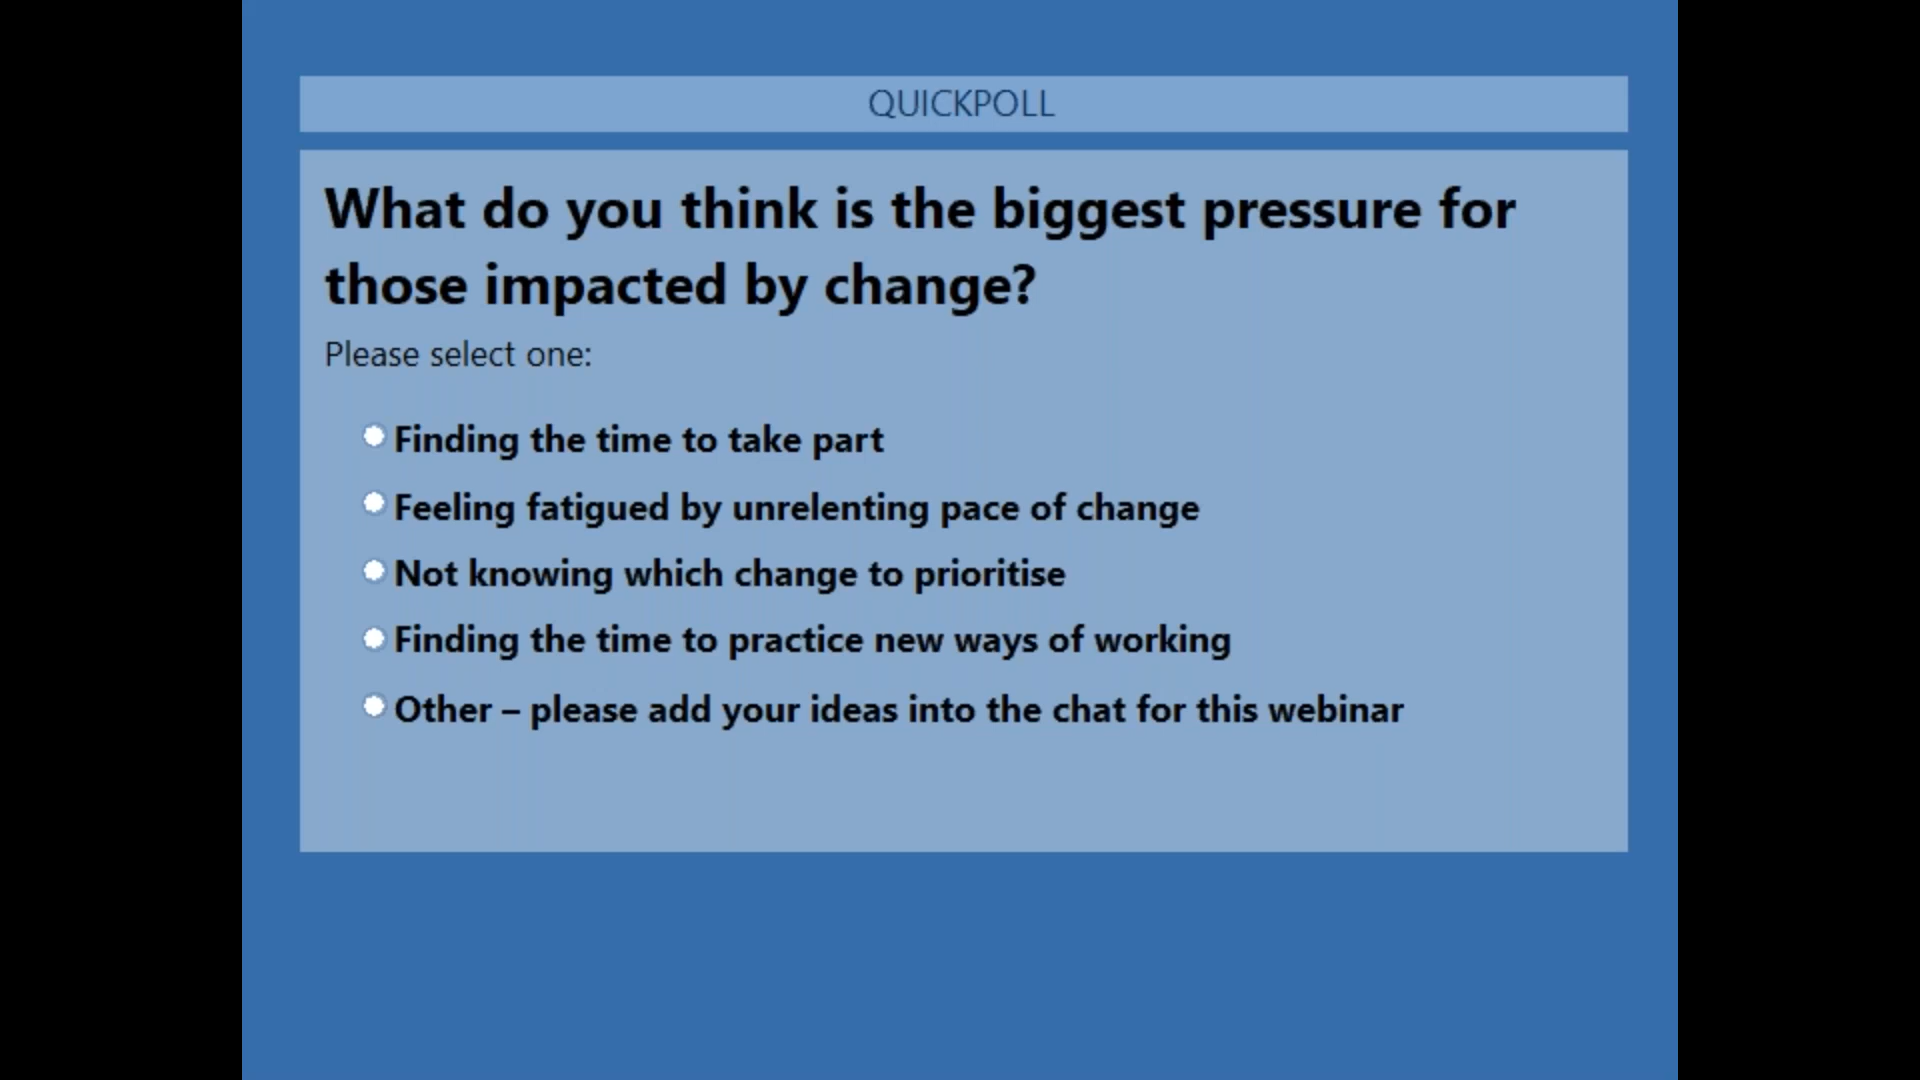 QUICKPOLL
What do you think is the biggest pressure for
those impacted by change?
Please select one:
Finding the time to take part
Feeling fatigued by unrelenting pace of change
Not knowing which change to prioritise
Finding the time to practice new ways of working
Other – please add your ideas into the chat for this webinar